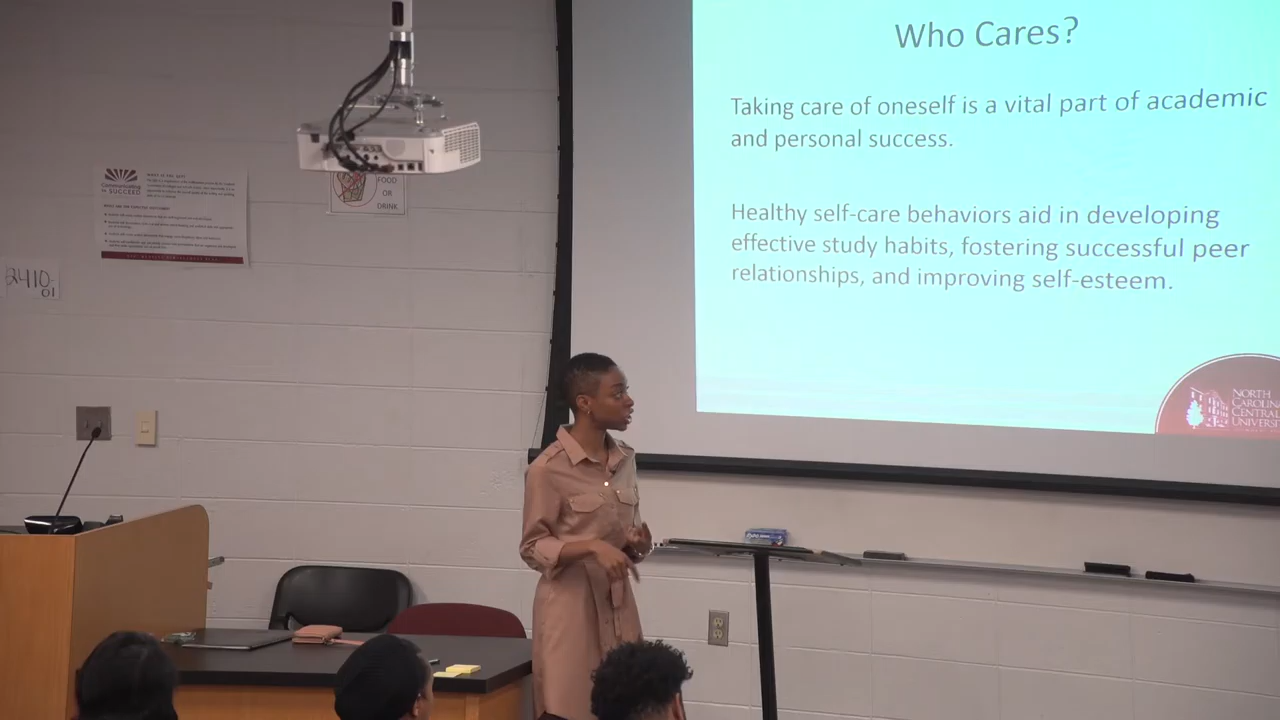 Who Cares?
Taking care of oneself is a vital part of academic
and personal success.
Healthy self-care behaviors aid in developing
effective study habits, fostering successful peer
relationships, and improving self-esteem.
NORTH
CAROLINA
CENTRAL
UNIVERSITY
Communicating
to SUCCEED
FOOD
OR
DRINK
2410-
01